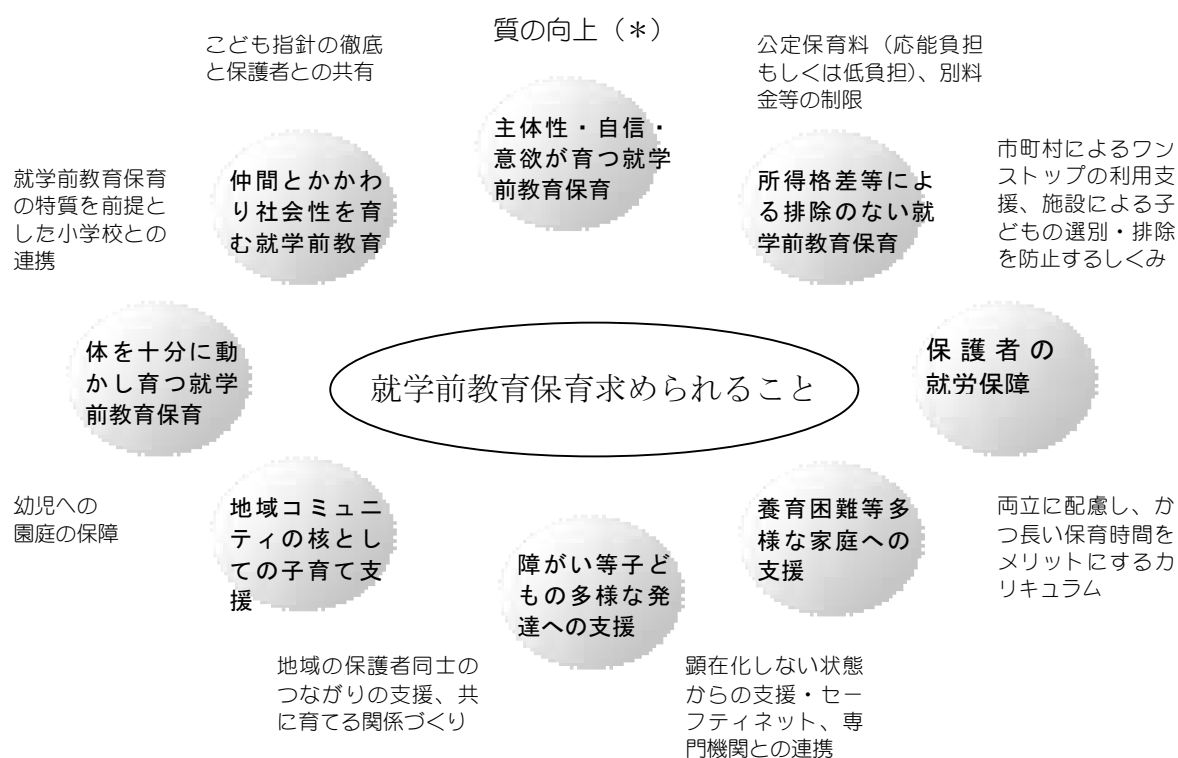 質の向上（＊）
こども指針の徹底
と保護者との共有
公定保育料（応能負担
もしくは低負担）、別料
金等の制限
主体性・自信・
意欲が育つ就学
前教育保育
仲間とかかわ
り社会性を育
む就学前教育
所得格差等によ
る排除のない就
学前教育保育
就学前教育保育
の特質を前提と
した小学校との
連携
市町村によるワン
ストップの利用支
援、施設による子
どもの選別・排除
を防止するしくみ
体を十分に動
かし育つ就学
前教育保育
就学前教育保育求められること
保護者の
就労保障
幼児への
園庭の保障
地域コミュニ
ティの核とし
ての子育て支
援
障がい等子ど
もの多様な発
達への支援
養育困難等多
様な家庭への
支援
両立に配慮し、か
つ長い保育時間を
メリットにするカ
リキュラム
地域の保護者同士の
つながりの支援、共
に育てる関係づくり
顕在化しない状態
からの支援・セー
フティネット、専
門機関との連携